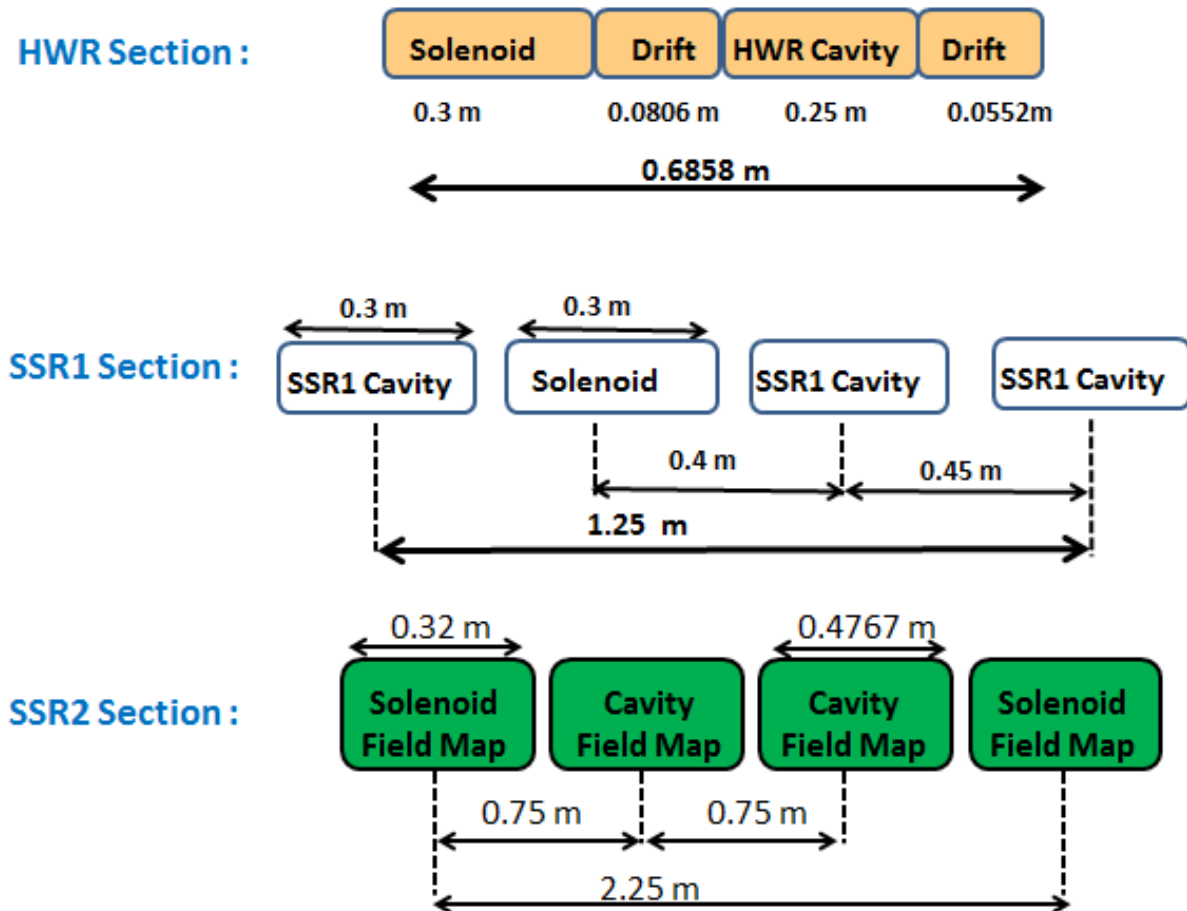 HWR Section :
Solenoid Drift HWR Cavity Drift
0.3 m 0.0806 m 0.25 m 0.0552m
0.6858 m
0.3 m 0.3 m
SSR1 Section :
SSR1 Cavity Solenoid SSR1 Cavity SSR1 Cavity
0.4 m 0.45 m
1.25 m
0.32 m 0.4767 m
SSR2 Section :
Solenoid Cavity Cavity Solenoid
Field Map Field Map Field Map Field Map
0.75 m 0.75 m
2.25 m